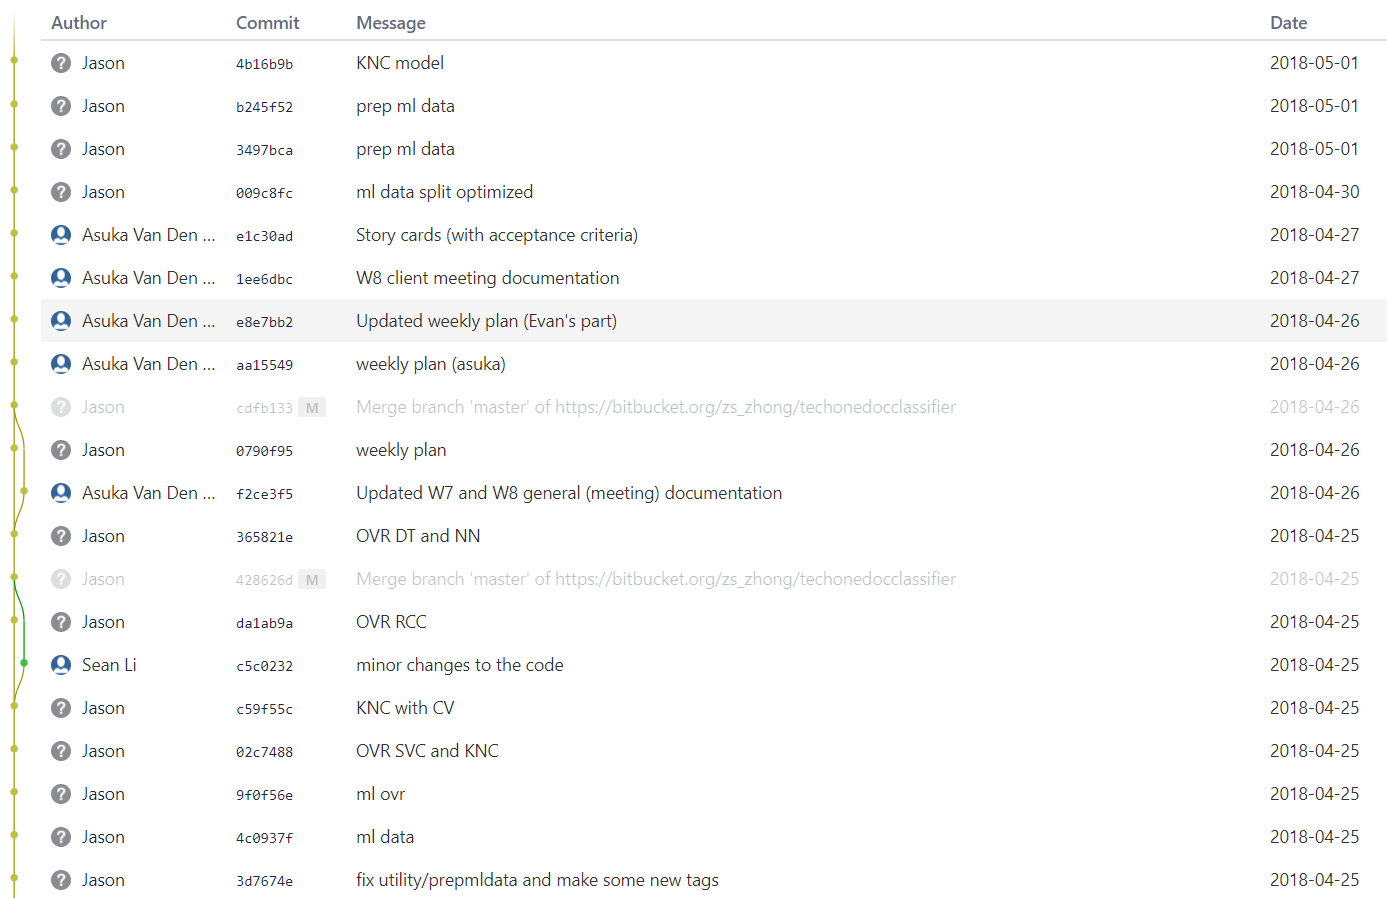 Author Commit Message Date
? Jason 4b16b9b KNC model 2018-05-01
? Jason b245f52 prep ml data 2018-05-01
? Jason 3497bca prep ml data 2018-05-01
? Jason 009c8fc ml data split optimized 2018-04-30
Asuka Van Den ... e1c30ad Story cards (with acceptance criteria) 2018-04-27
Asuka Van Den ... 1ee6dbc W8 client meeting documentation 2018-04-27
Asuka Van Den ... e8e7bb2 Updated weekly plan (Evan's part) 2018-04-26
Asuka Van Den ... aa15549 weekly plan (asuka) 2018-04-26
? Jason cdfb133 M Merge branch 'master' of https://bitbucket.org/zs_zhong/techonedocclassifier 2018-04-26
? Jason 0790f95 weekly plan 2018-04-26
Asuka Van Den ... f2ce3f5 Updated W7 and W8 general (meeting) documentation 2018-04-26
? Jason 365821e OVR DT and NN 2018-04-25
? Jason 428626d M Merge branch 'master' of https://bitbucket.org/zs_zhong/techonedocclassifier 2018-04-25
? Jason da1ab9a OVR RCC 2018-04-25
Sean Li c5c0232 minor changes to the code 2018-04-25
? Jason c59f55c KNC with CV 2018-04-25
? Jason 02c7488 OVR SVC and KNC 2018-04-25
? Jason 9f0f56e ml ovr 2018-04-25
? Jason 4c0937f ml data 2018-04-25
? Jason 3d7674e fix utility/prepmldata and make some new tags 2018-04-25